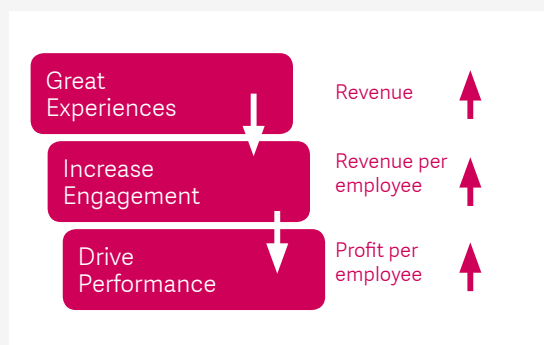 Great
Experiences
Revenue
Increase
Engagement
Revenue per
employee
Drive
Performance
Profit per
employee